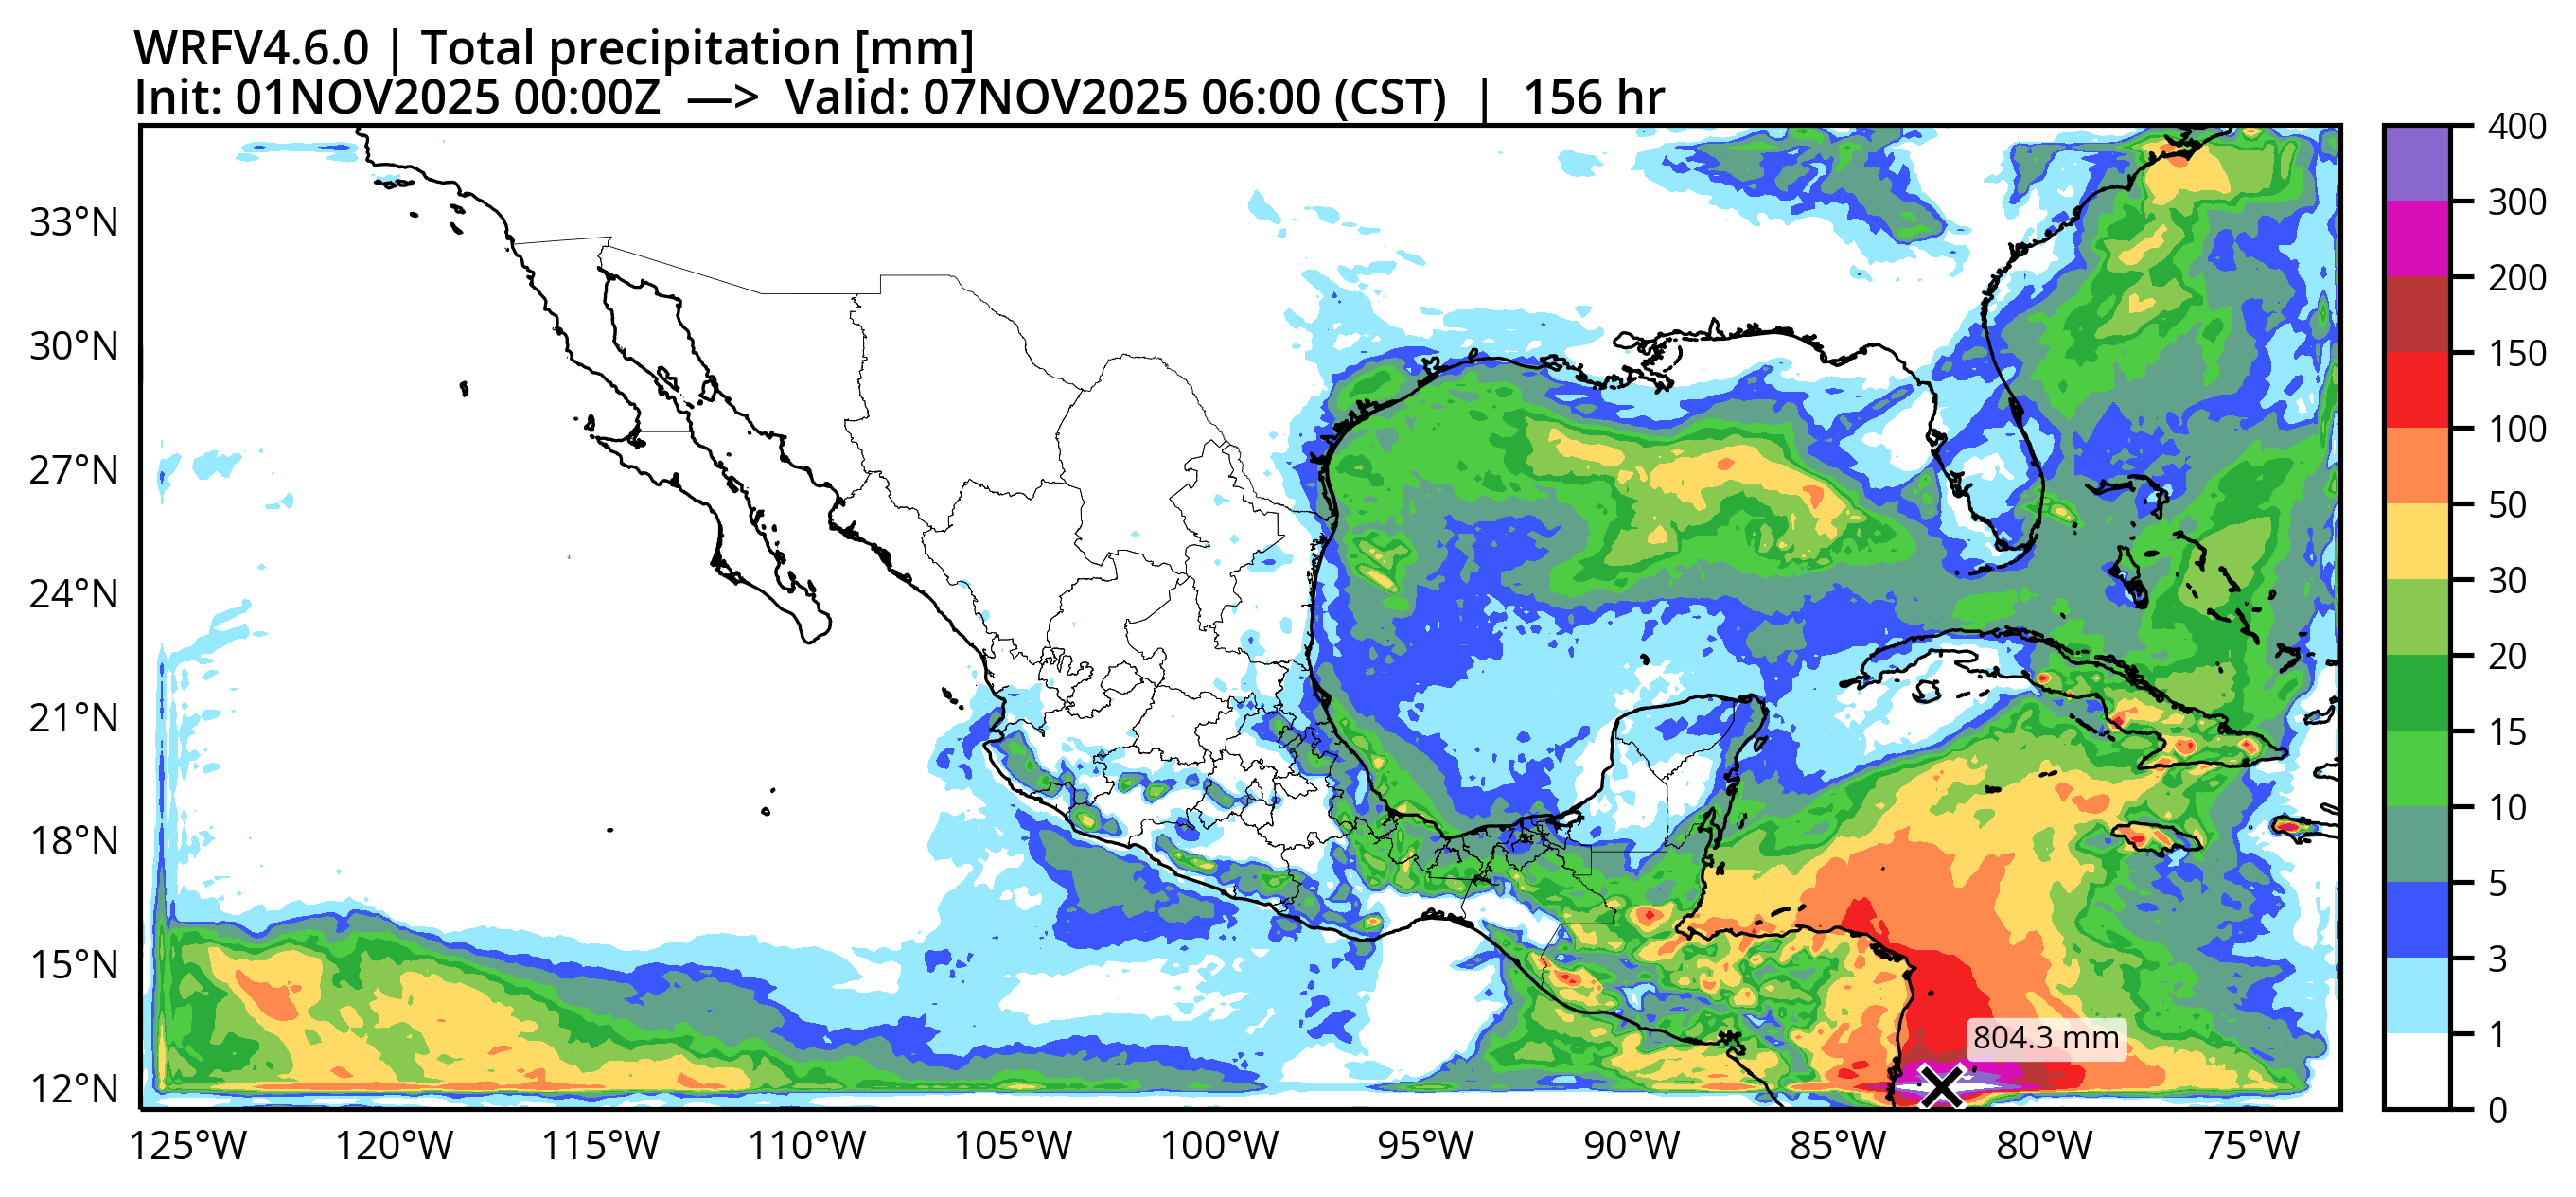 WRFV4.6.0 | Total precipitation [mm]
Init: 01NOV2025 00:00Z —> Valid: 07NOV2025 06:00 (CST) | 156 hr
33°N
30°N
27°N
24°N
21°N
18°N
15°N
12°N
804.3 mm
125°W 120°W 115°W 110°W 105°W 100°W 95°W 90°W 85°W 80°W 75°W
400
300
200
150
100
50
30
20
15
10
5
3
1
0